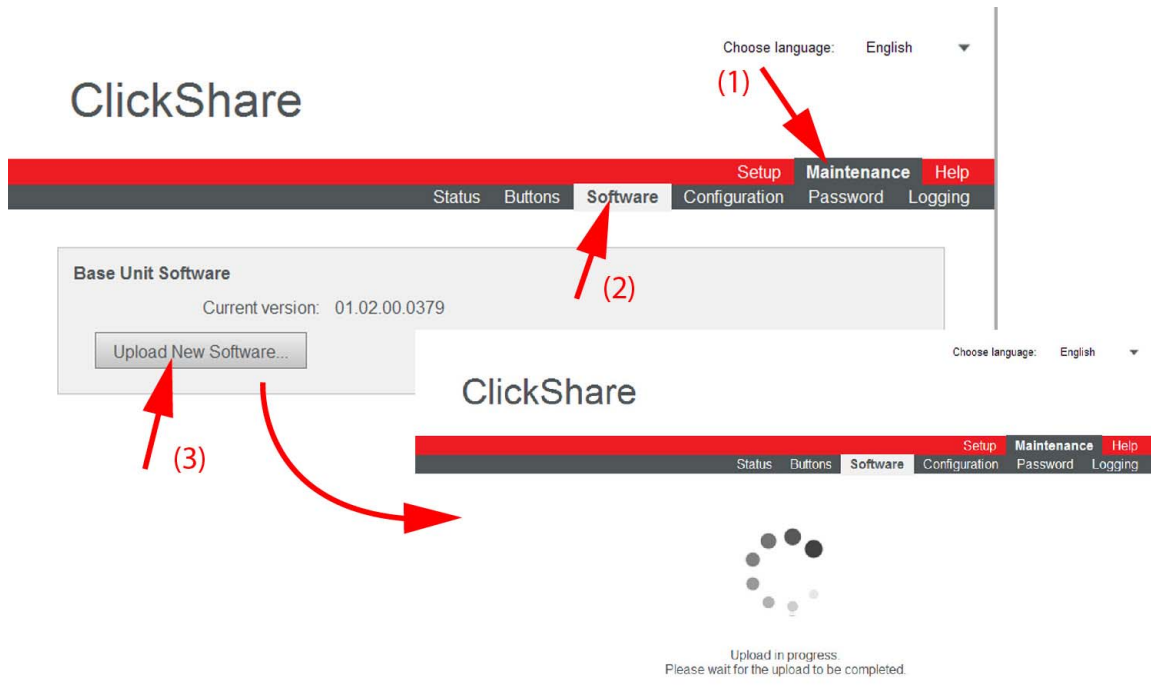 Choose language: English
(1)
ClickShare
Setup Maintenance Help
Status Buttons Software Configuration Password Logging
Base Unit Software
(2)
Current version: 01.02.00.0379
Upload New Software...
(3)
Choose language: English
ClickShare
Setup Maintenance Help
Status Buttons Software Configuration Password Logging
Upload in progress.
Please wait for the upload to be completed.